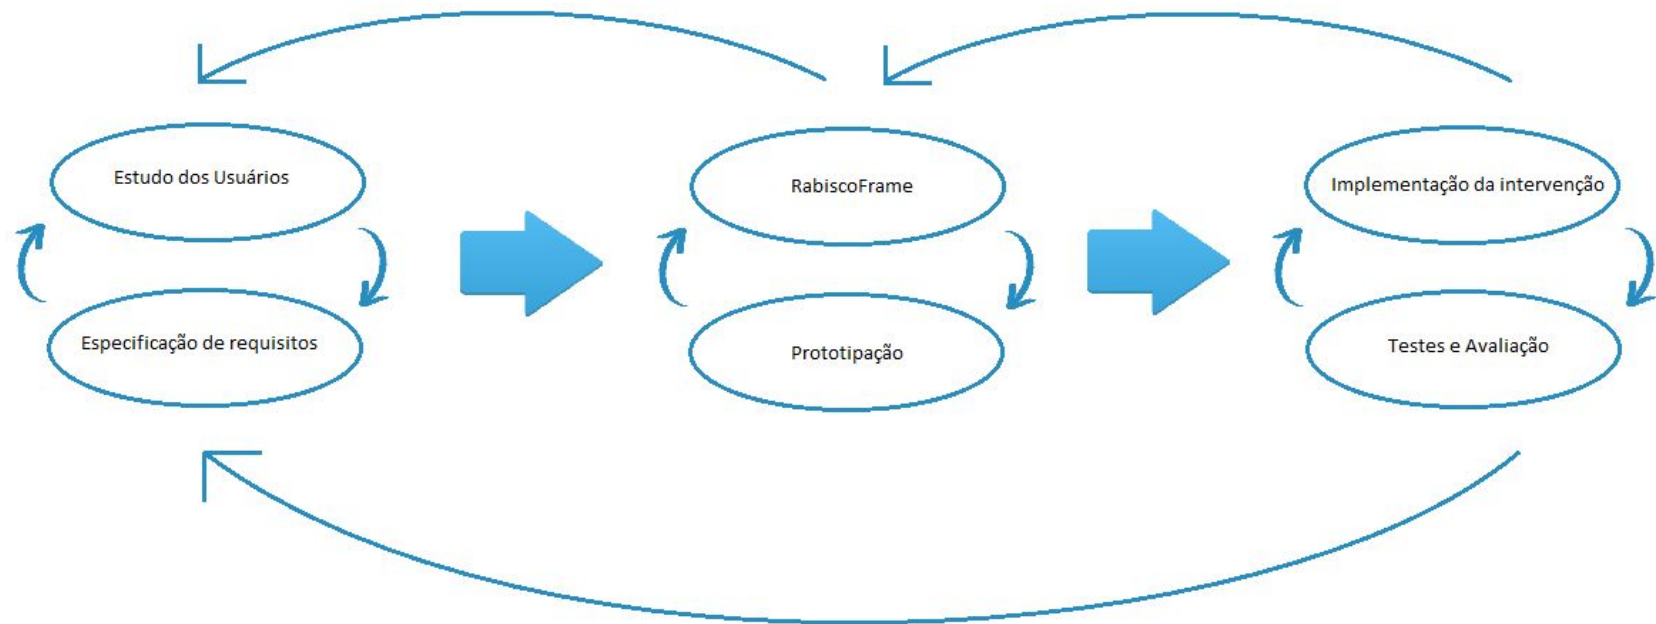 Estudo dos Usuários
Especificação de requisitos
RabiscoFrame
Prototipação
Implementação da intervenção
Testes e Avaliação